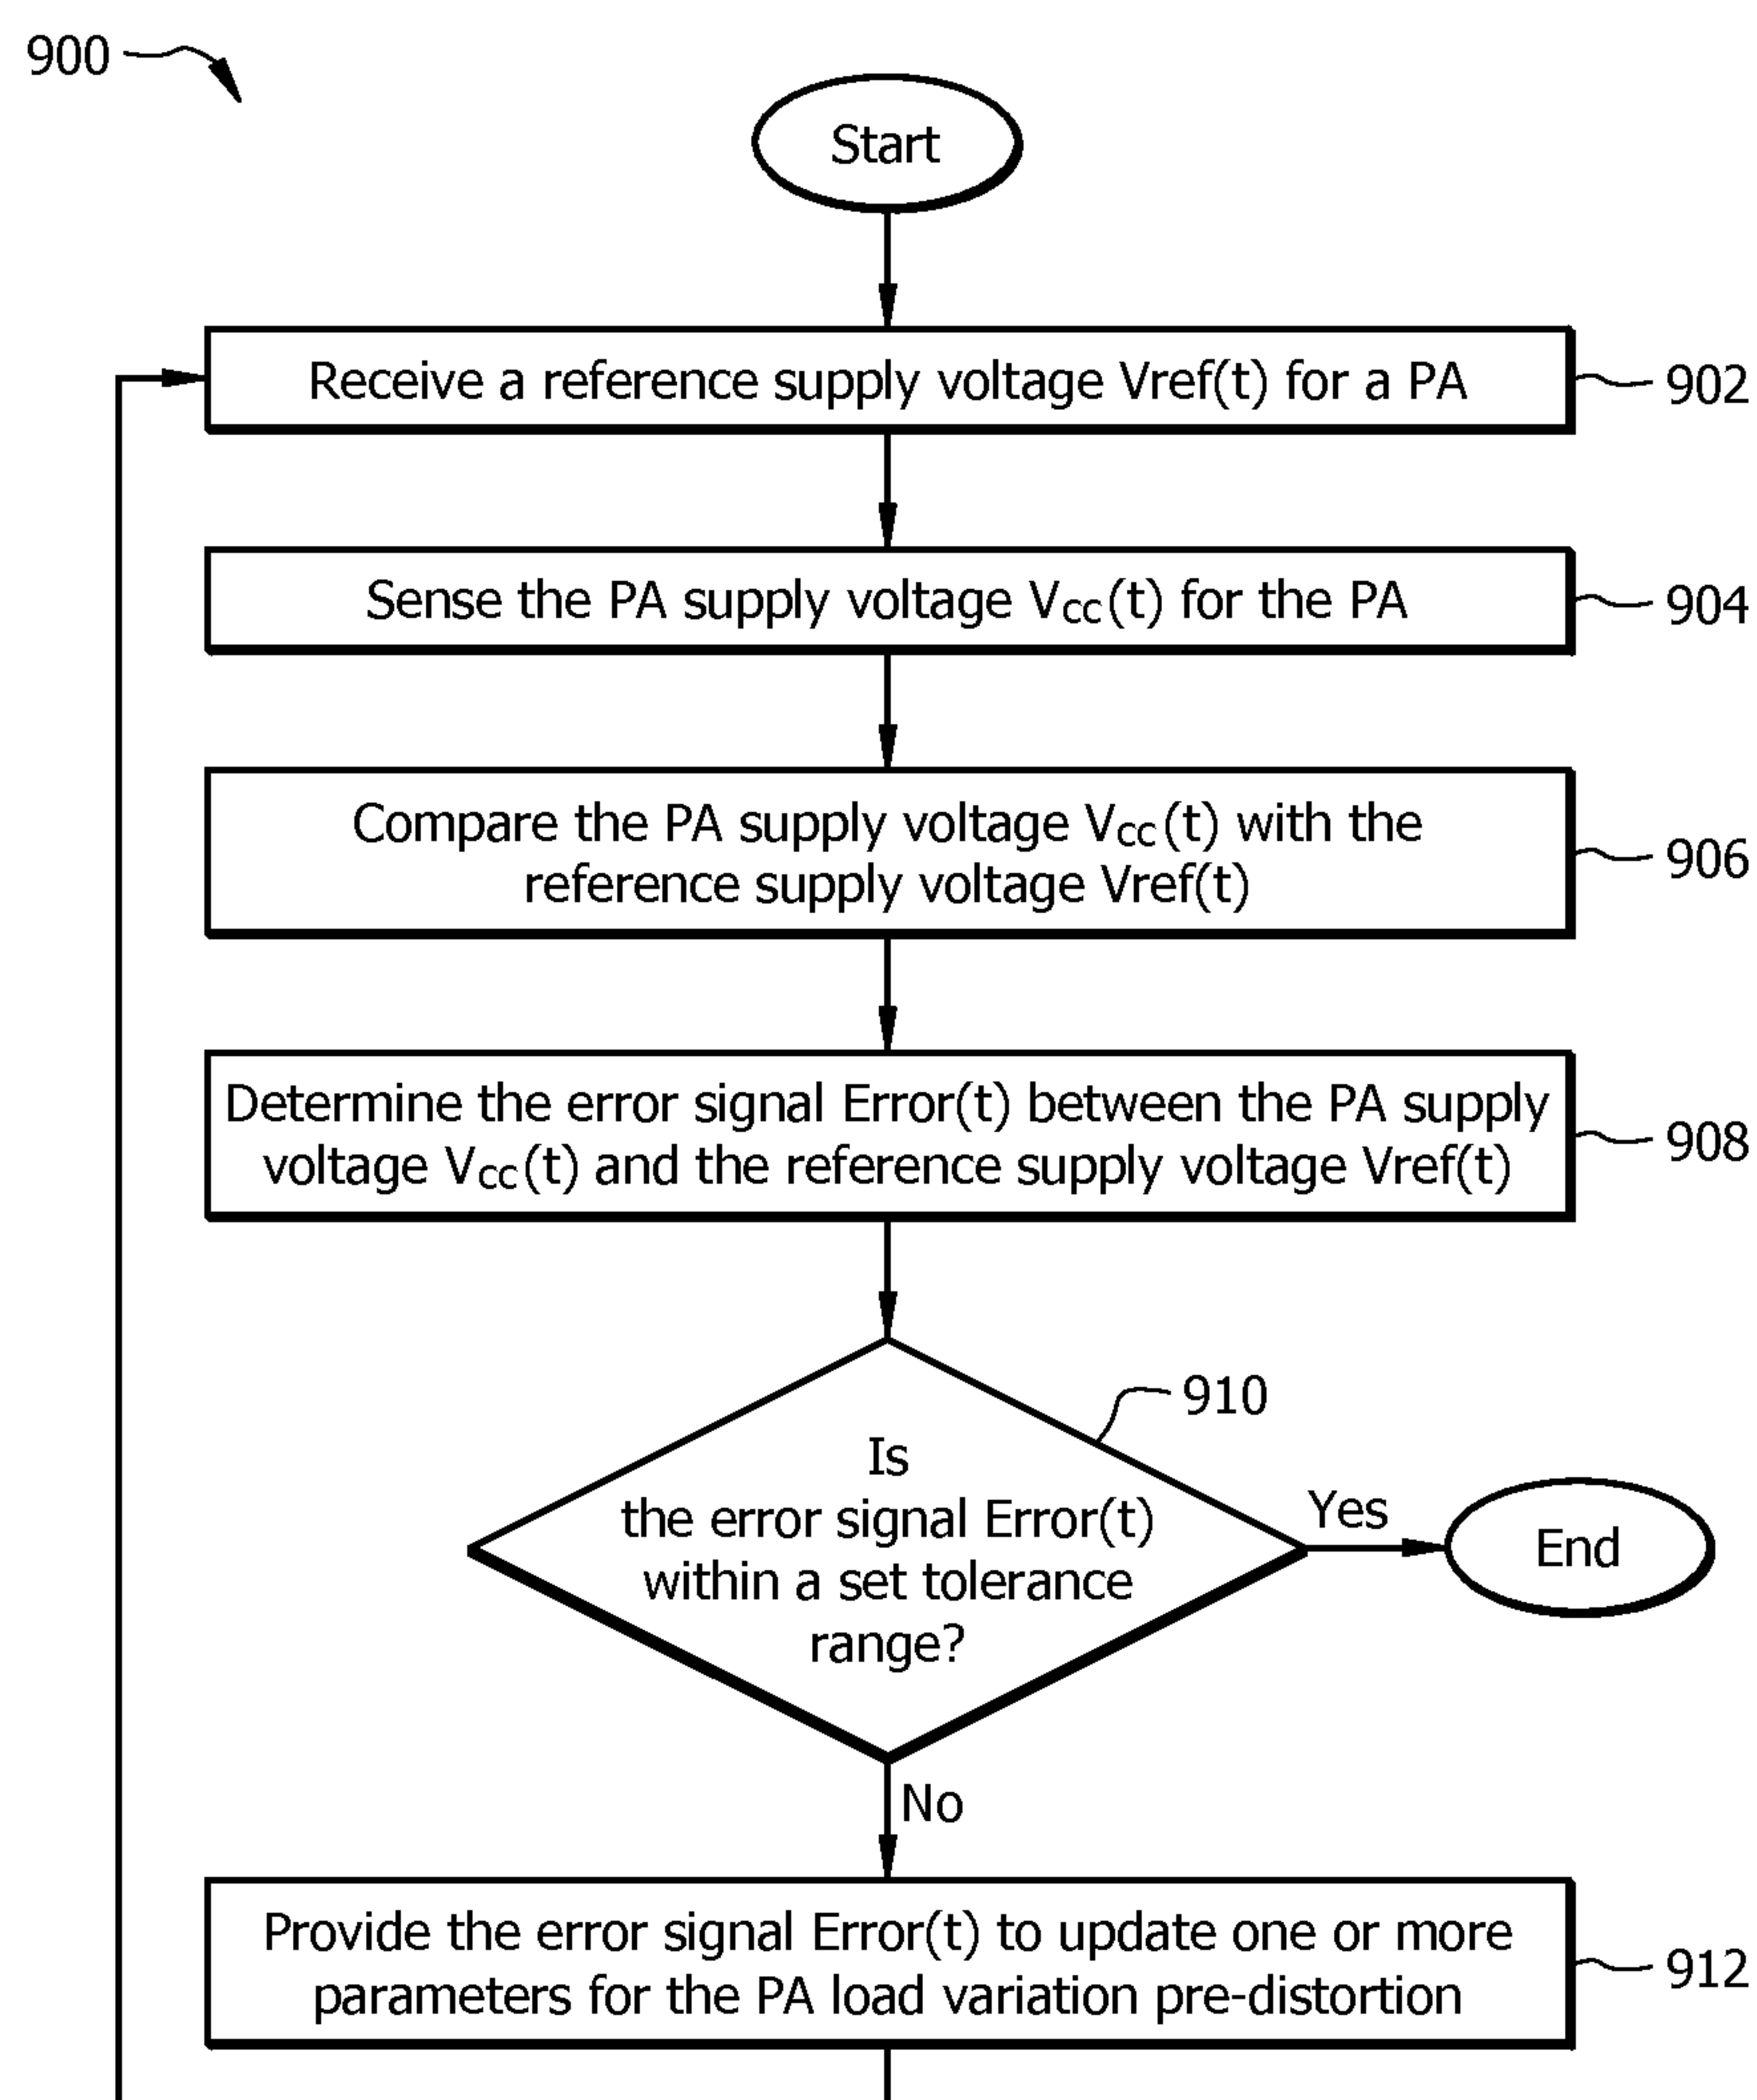 900
Start
Receive a reference supply voltage Vref(t) for a PA
902
Sense the PA supply voltage VCC(t) for the PA
904
Compare the PA supply voltage VCC(t) with the
reference supply voltage Vref(t)
906
Determine the error signal Error(t) between the PA supply
voltage VCC(t) and the reference supply voltage Vref(t)
908
910
Is
the error signal Error(t)
within a set tolerance
range?
Yes
End
No
Provide the error signal Error(t) to update one or more
parameters for the PA load variation pre-distortion
912